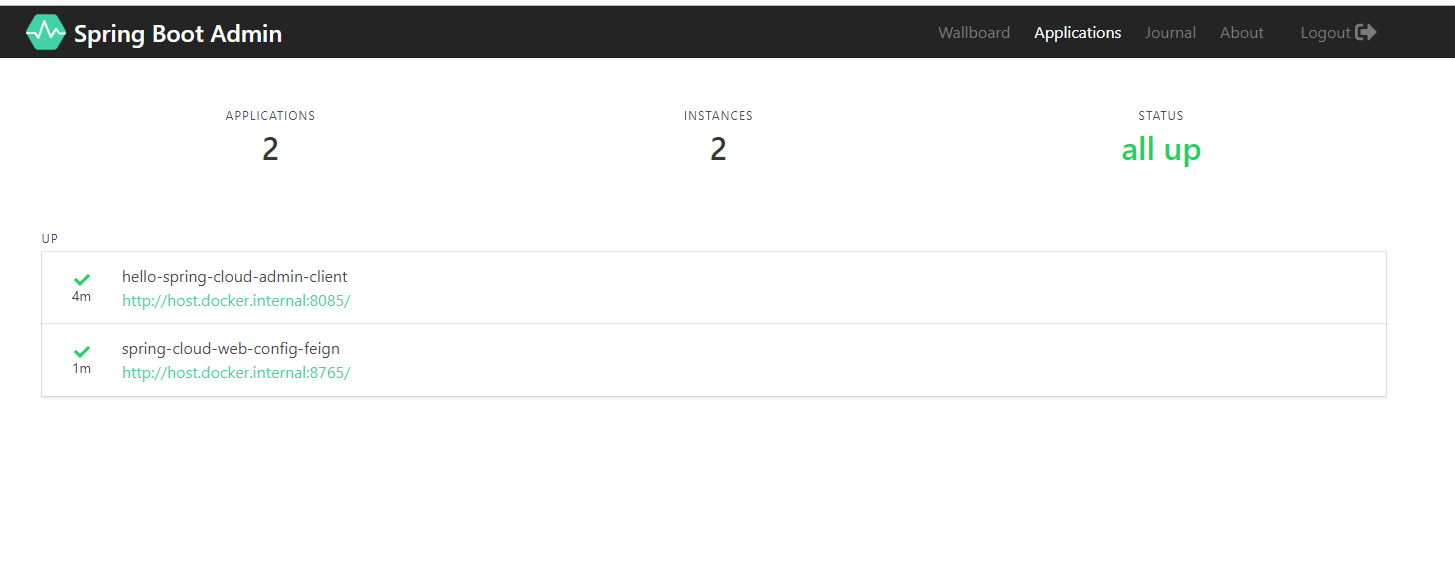 Spring Boot Admin
Wallboard Applications Journal About Logout
APPLICATIONS INSTANCES STATUS
2 2 all up
UP
hello-spring-cloud-admin-client
4m http://host.docker.internal:8085/
spring-cloud-web-config-feign
1m http://host.docker.internal:8765/